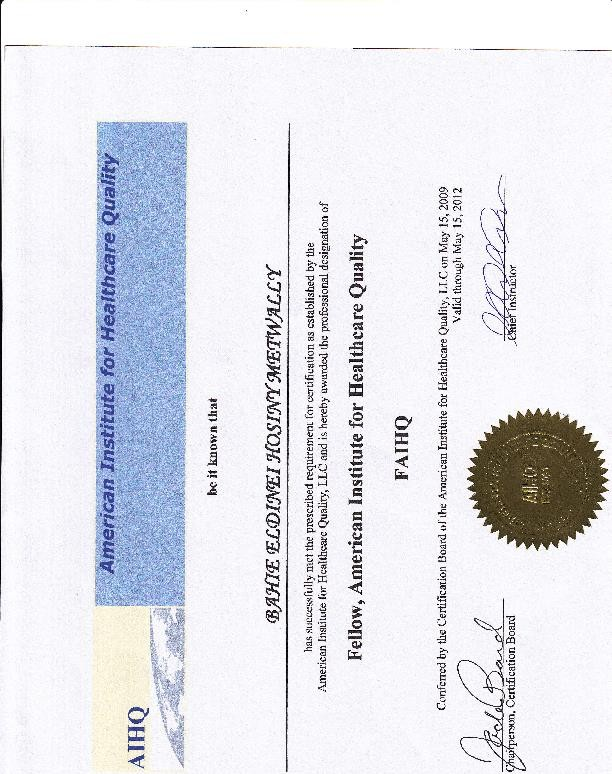 AIHQ
American Institute for Healthcare Quality
be it known that
BAHIE ELDINEI HOSINY METWALLY
has successfully met the prescribed requirement for certification as established by the
American Institute for Healthcare Quality, LLC and is hereby awarded the professional designation of
Fellow, American Institute for Healthcare Quality
FAIHQ
Conferred by the Certification Board of the American Institute for Healthcare Quality, LLC on May 15, 2009
Valid through May 15, 2012
Chairperson, Certification Board
AIHQ
Chief Instructor